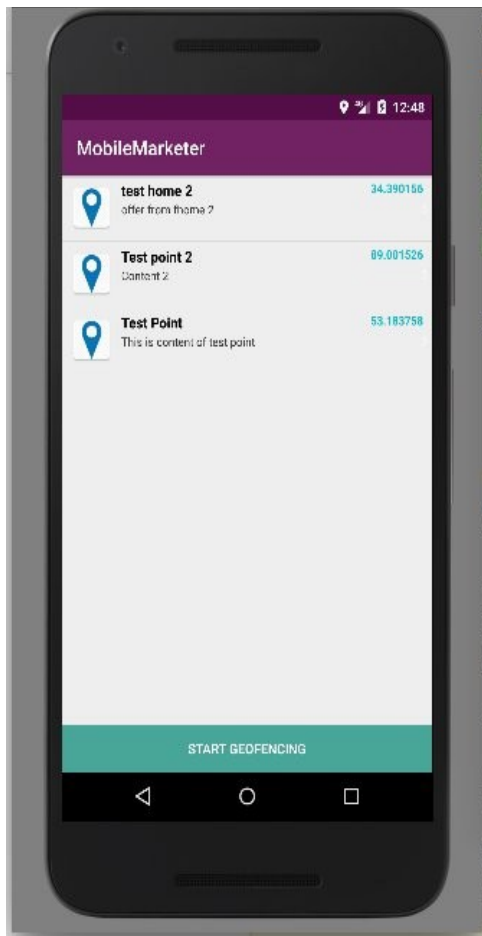 12:48
MobileMarketer
test home 2 34.390156
offer from fhome 2
Test point 2 89.001526
Content 2
Test Point 53.183758
This is content of test point
START GEOFENCING